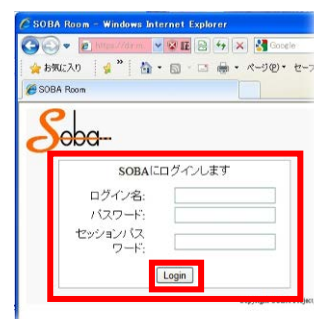 SOBA Room - Windows Internet Explorer
Google
お気に入り
ページ(P)
SOBA Room
Soba
SOBAにログインします
ログイン名:
パスワード:
セッションパス
ワード:
Login